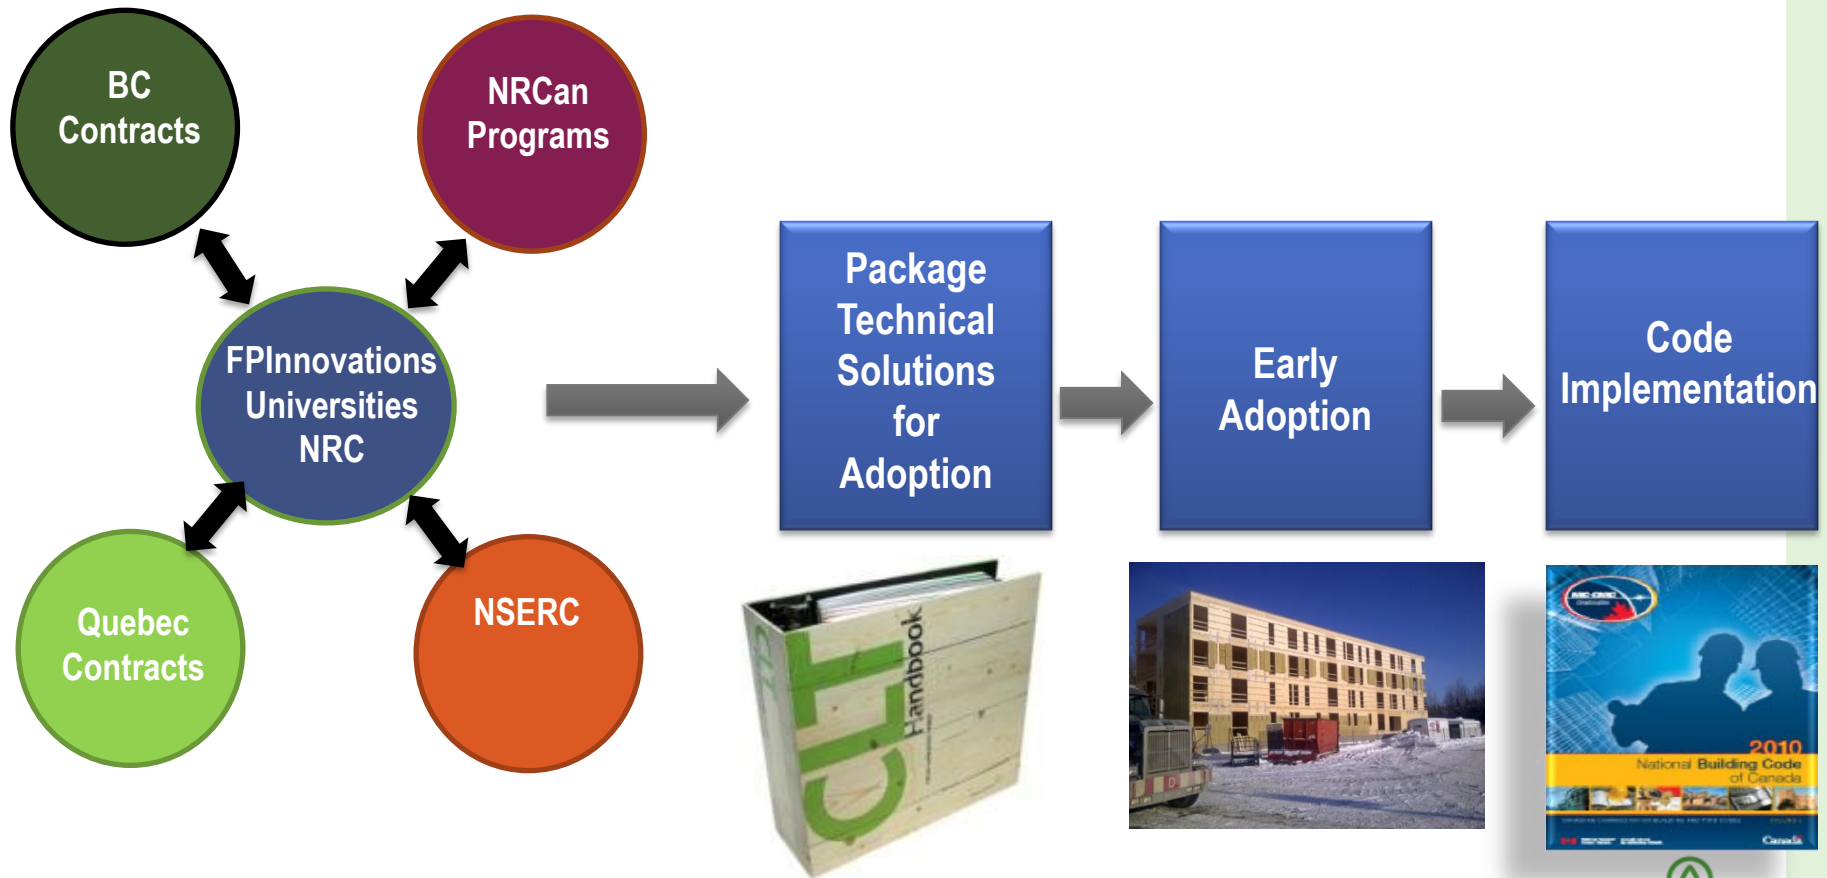 BC
Contracts
NRCan
Programs
FPInnovations
Universities
NRC
Quebec
Contracts
NSERC
Package
Technical
Solutions
for
Adoption
Early
Adoption
Code
Implementation
CLT
Handbook
D
2010
National Building Code
of Canada
Canada